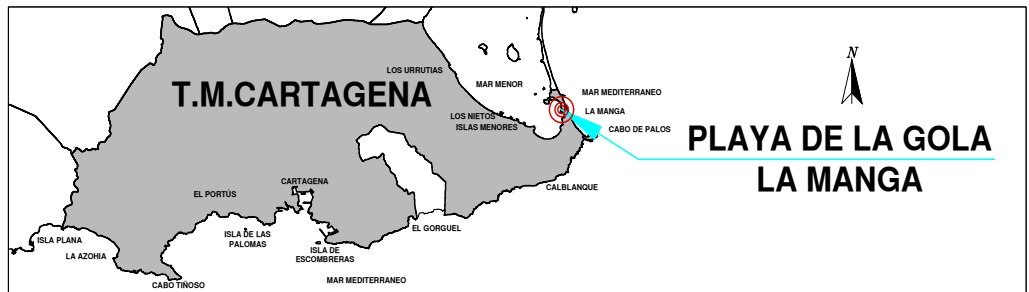 LOS URRUTIAS
T.M.CARTAGENA
MAR MENOR
MAR MEDITERRANEO
LA MANGA
LOS NIETOS
ISLAS MENORES
CABO DE PALOS
N
PLAYA DE LA GOLA
LA MANGA
CARTAGENA
EL PORTÚS
CALBLANQUE
EL GORGUEL
ISLA PLANA
LA AZOHIA
ISLA DE LAS
PALOMAS
ISLA DE
ESCOMBRERAS
CABO TIÑOSO
MAR MEDITERRANEO